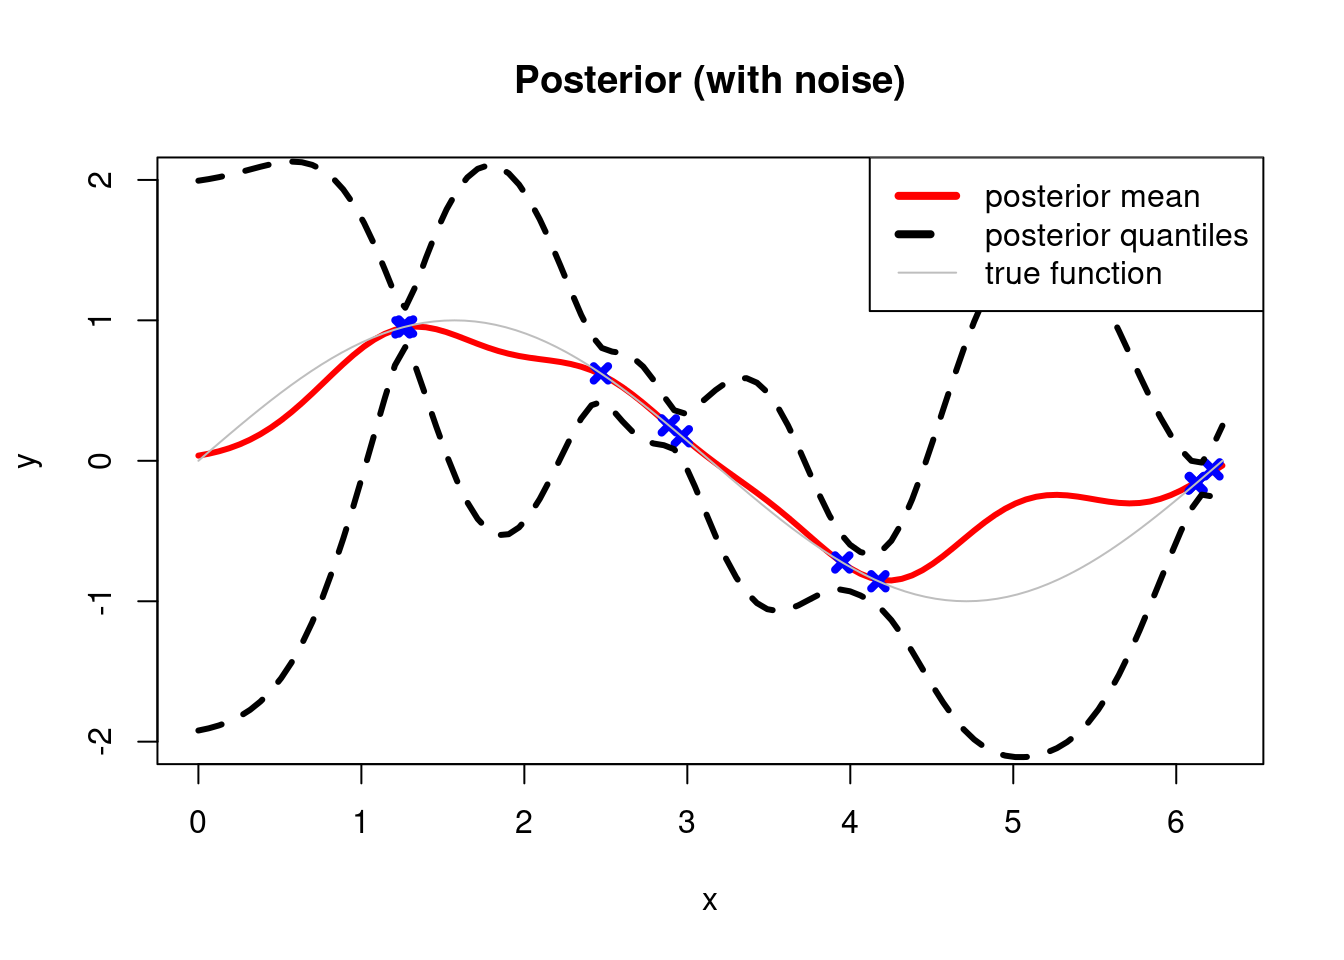 Posterior (with noise)
posterior mean
posterior quantiles
true function
y
2
1
0
-1
-2
0 1 2 3 4 5 6
x